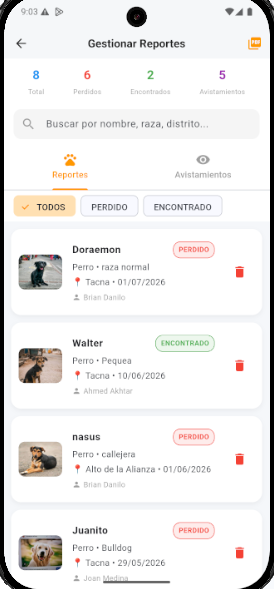 9:03
Gestionar Reportes
PDF
8 6 2 5
Total Perdidos Encontrados Avistamientos
Buscar por nombre, raza, distrito...
Reportes Avistamientos
TODOS PERDIDO ENCONTRADO
Doraemon PERDIDO
Perro • raza normal
Tacna • 01/07/2026
Brian Danilo
Walter ENCONTRADO
Perro • Pequea
Tacna • 10/06/2026
Ahmed Akhtar
nasus PERDIDO
Perro • callejera
Alto de la Alianza • 01/06/2026
Brian Danilo
Juanito PERDIDO
Perro • Bulldog
Tacna • 29/05/2026
Joan Medina